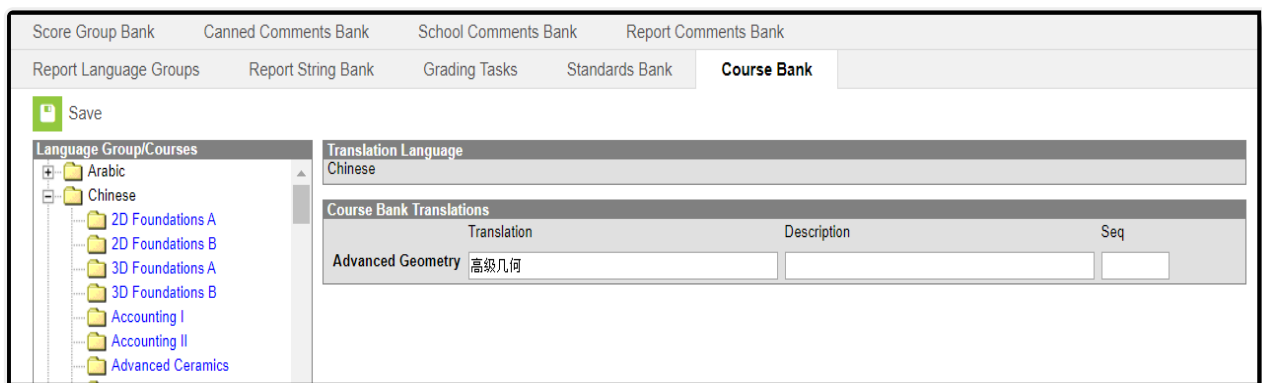 Score Group Bank Canned Comments Bank School Comments Bank Report Comments Bank
Report Language Groups Report String Bank Grading Tasks Standards Bank Course Bank
Save
Language Group/Courses
Arabic
Chinese
2D Foundations A
2D Foundations B
3D Foundations A
3D Foundations B
Accounting I
Accounting II
Advanced Ceramics
Translation Language
Chinese
Course Bank Translations
Translation Description Seq
Advanced Geometry 高级几何